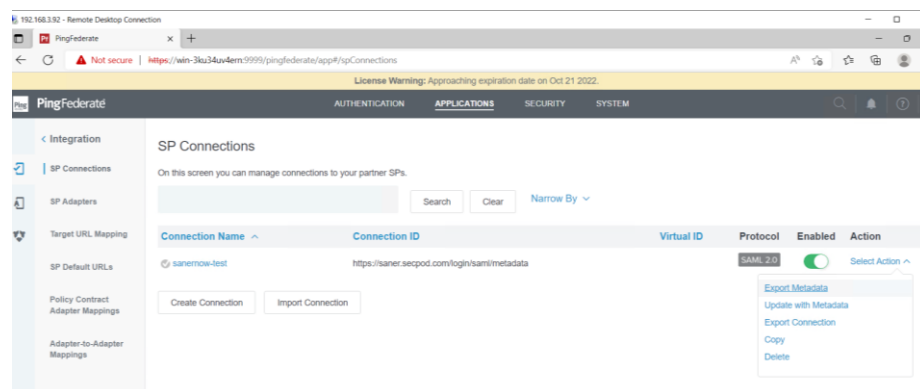 192.168.3.92 - Remote Desktop Connection
PingFederate
Not secure | https://win-3ku34uv4ern:9999/pingfederate/app#/spConnections
License Warning: Approaching expiration date on Oct 21 2022.
Ping PingFederate AUTHENTICATION APPLICATIONS SECURITY SYSTEM
< Integration
SP Connections
SP Adapters
Target URL Mapping
SP Default URLs
Policy Contract
Adapter Mappings
Adapter-to-Adapter
Mappings
SP Connections
On this screen you can manage connections to your partner SPs.
Search Clear Narrow By
Connection Name Connection ID Virtual ID Protocol Enabled Action
sanernow-test https://saner.secpod.com/login/saml/metadata SAML 2.0 Select Action
Create Connection Import Connection
Export Metadata
Update with Metadata
Export Connection
Copy
Delete